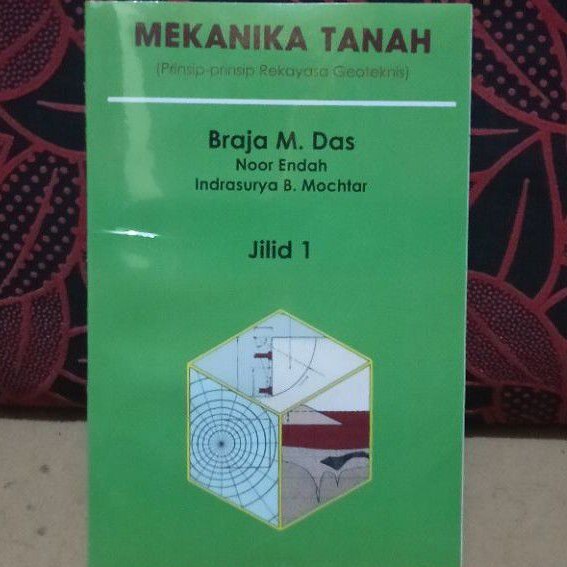 MEKANIKA TANAH
(Prinsip-prinsip Rekayasa Geoteknis)
Braja M. Das
Noor Endah
Indrasurya B. Mochtar
Jilid 1